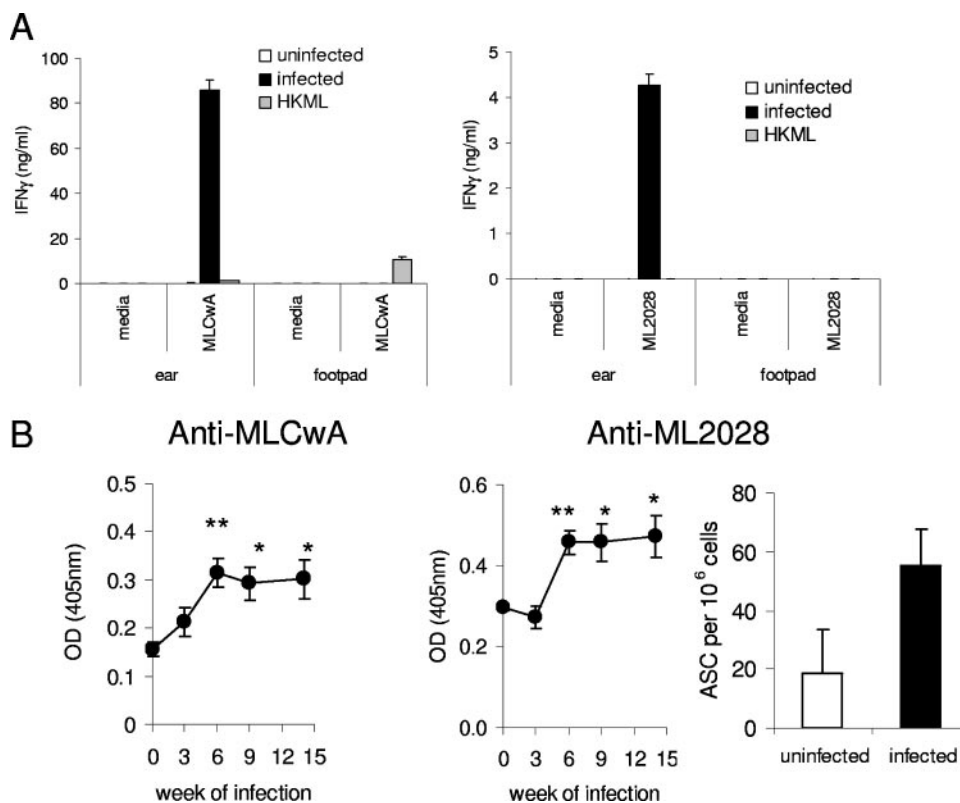 A
uninfected
infected
HKML
IFNγ (ng/ml)
100
80
60
40
20
0
media
MLCwA
media
MLCwA
ear
footpad
uninfected
infected
HKML
IFNγ (ng/ml)
5
4
3
2
1
0
media
ML2028
media
ML2028
ear
footpad
B
Anti-MLCwA
OD (405nm)
0.5
0.4
0.3
0.2
0.1
0
**
*
*
0 3 6 9 12 15
week of infection
Anti-ML2028
OD (405nm)
0.6
0.4
0.2
0.0
**
*
*
0 3 6 9 12 15
week of infection
ASC per 10⁶ cells
80
60
40
20
0
uninfected infected